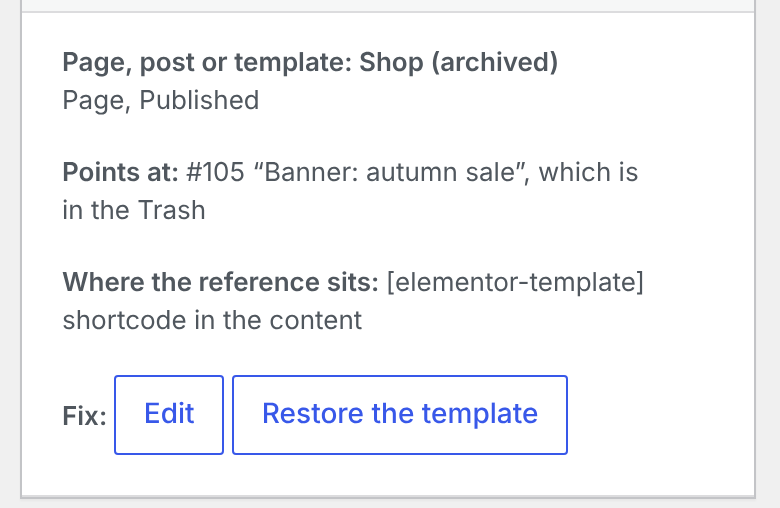 Page, post or template: Shop (archived)
Page, Published
Points at: #105 “Banner: autumn sale”, which is
in the Trash
Where the reference sits: [elementor-template]
shortcode in the content
Fix: Edit Restore the template